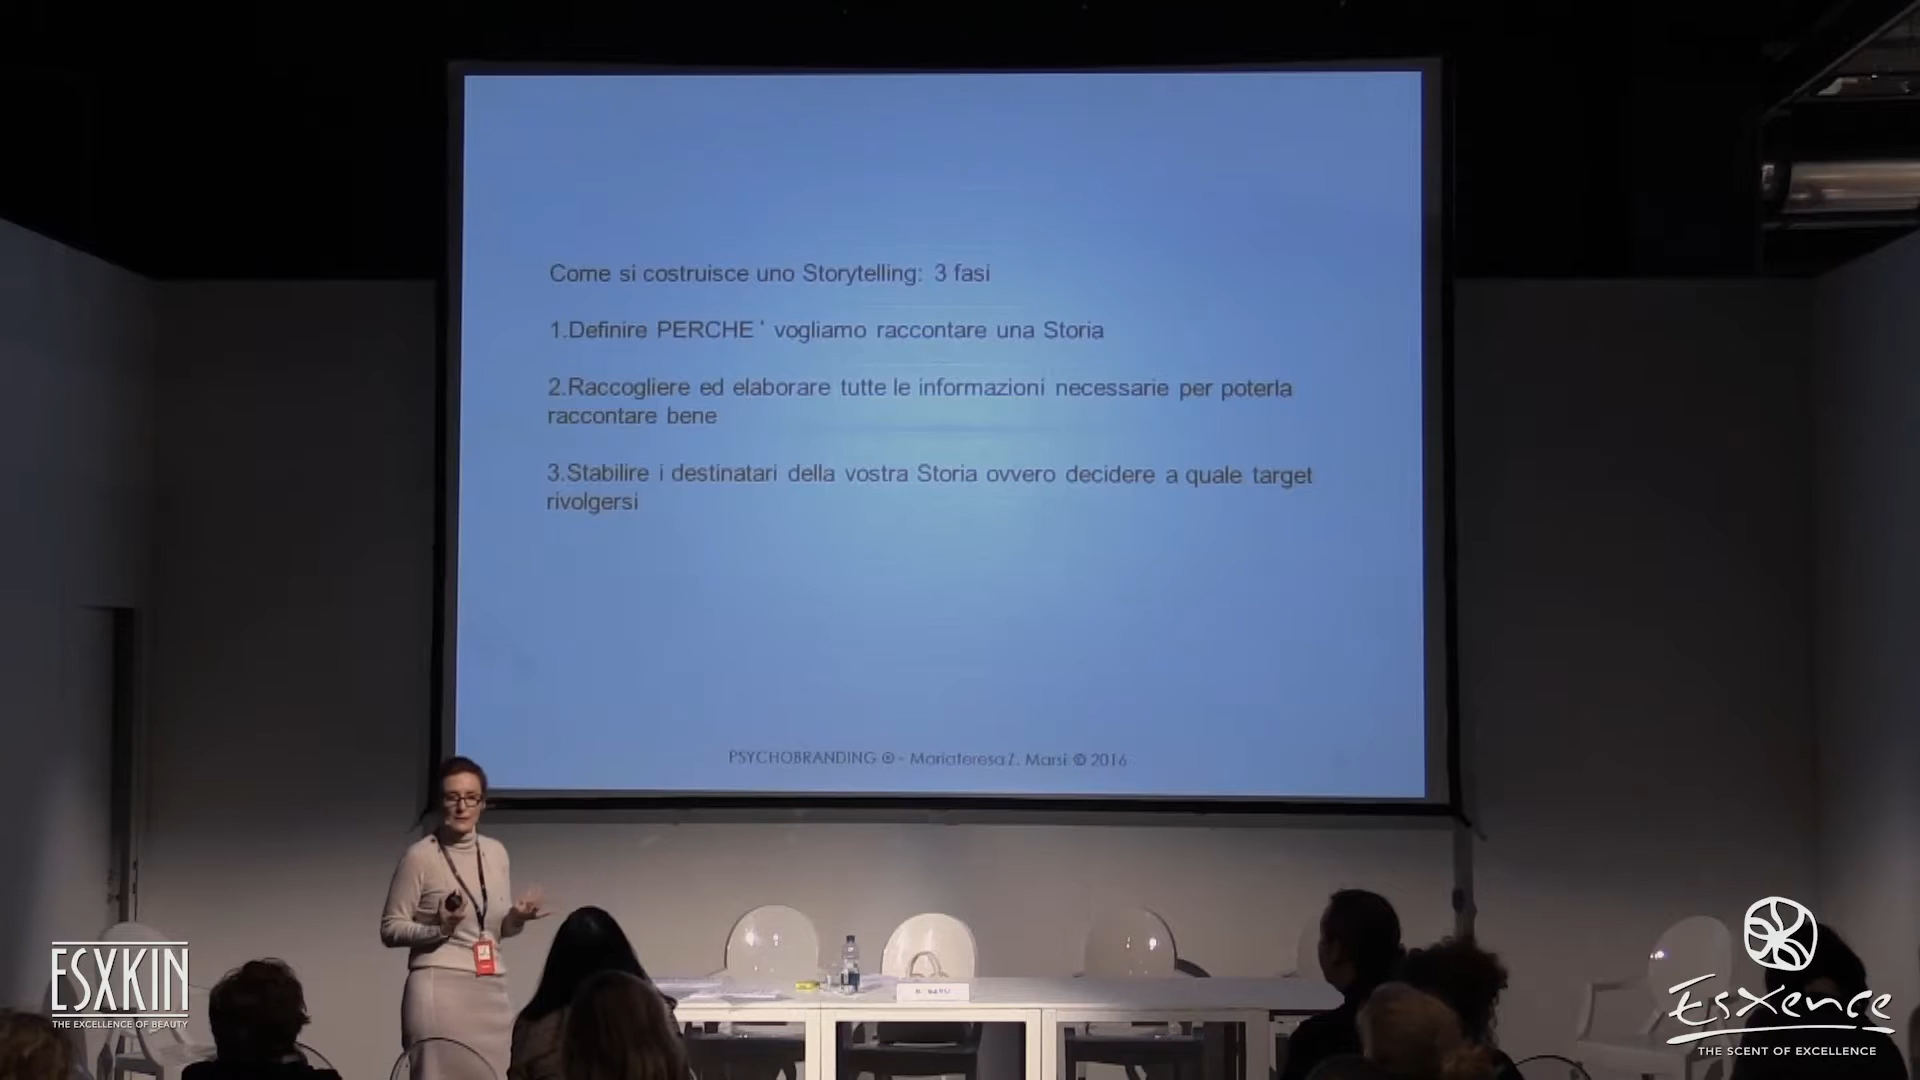 Come si costruisce uno Storytelling: 3 fasi
1.Definire PERCHE' vogliamo raccontare una Storia
2.Raccogliere ed elaborare tutte le informazioni necessarie per poterla
raccontare bene
3.Stabilire i destinatari della vostra Storia ovvero decidere a quale target
rivolgersi
PSYCHOBRANDING ® - Mariateresa Z. Marsi © 2016
ESXKIN
THE EXCELLENCE OF BEAUTY
Esxence
THE SCENT OF EXCELLENCE